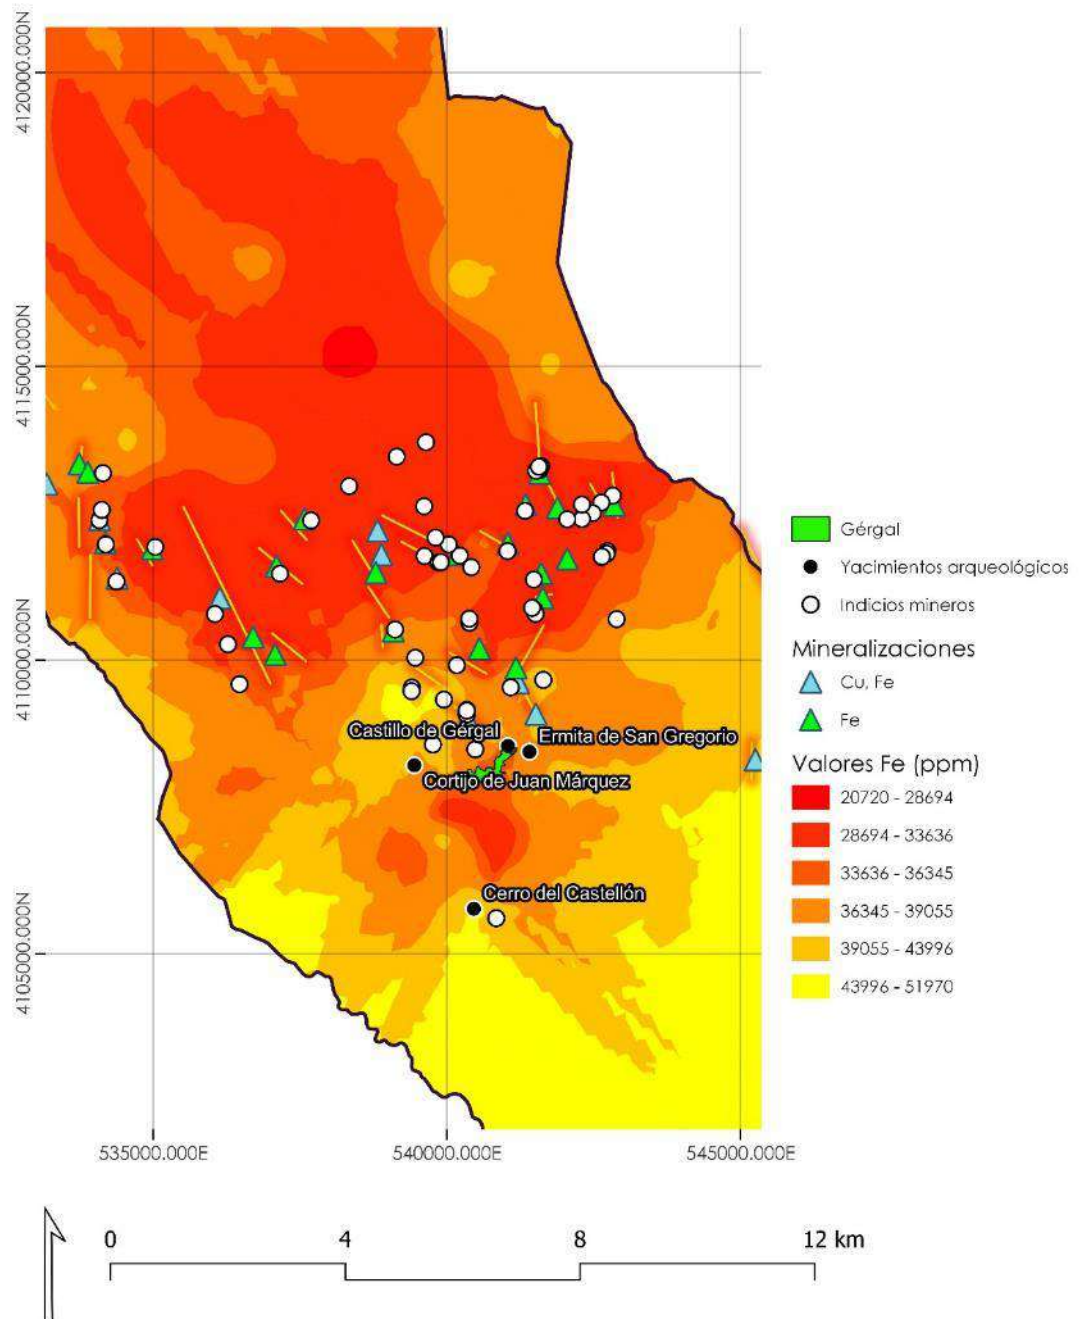 4120000.000N
4115000.000N
4110000.000N
4105000.000N
Castillo de Gérgal
Ermita de San Gregorio
Cortijo de Juan Márquez
Cerro del Castellón
535000.000E
540000.000E
545000.000E
Gérgal
Yacimientos arqueológicos
Indicios mineros
Mineralizaciones
Cu, Fe
Fe
Valores Fe (ppm)
20720 - 28694
28694 - 33636
33636 - 36345
36345 - 39055
39055 - 43996
43996 - 51970
0
4
8
12 km